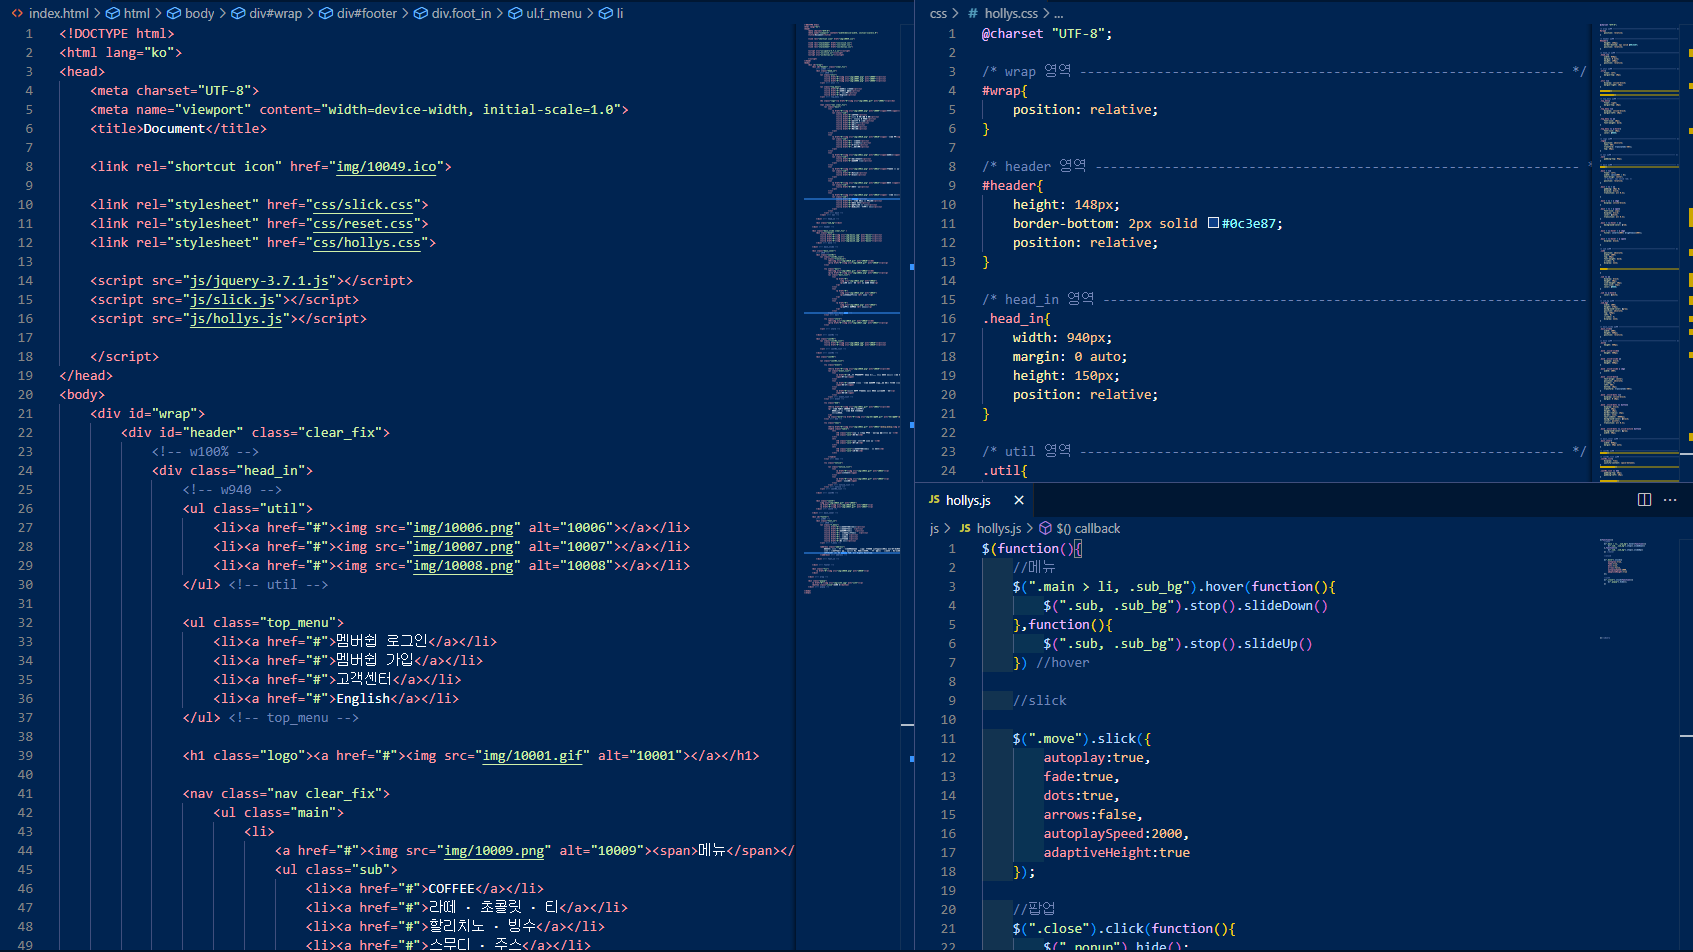 index.html > html > body > div#wrap > div#footer > div.foot_in > ul.f_menu > li
1 <!DOCTYPE html>
2 <html lang="ko">
3 <head>
4 <meta charset="UTF-8">
5 <meta name="viewport" content="width=device-width, initial-scale=1.0">
6 <title>Document</title>
7
8 <link rel="shortcut icon" href="img/10049.ico">
9
10 <link rel="stylesheet" href="css/slick.css">
11 <link rel="stylesheet" href="css/reset.css">
12 <link rel="stylesheet" href="css/hollys.css">
13
14 <script src="js/jquery-3.7.1.js"></script>
15 <script src="js/slick.js"></script>
16 <script src="js/hollys.js"></script>
17
18 </script>
19 </head>
20 <body>
21 <div id="wrap">
22 <div id="header" class="clear_fix">
23 <!-- w100% -->
24 <div class="head_in">
25 <!-- w940 -->
26 <ul class="util">
27 <li><a href="#"><img src="img/10006.png" alt="10006"></a></li>
28 <li><a href="#"><img src="img/10007.png" alt="10007"></a></li>
29 <li><a href="#"><img src="img/10008.png" alt="10008"></a></li>
30 </ul> <!-- util -->
31
32 <ul class="top_menu">
33 <li><a href="#">멤버쉽 로그인</a></li>
34 <li><a href="#">멤버쉽 가입</a></li>
35 <li><a href="#">고객센터</a></li>
36 <li><a href="#">English</a></li>
37 </ul> <!-- top_menu -->
38
39 <h1 class="logo"><a href="#"><img src="img/10001.gif" alt="10001"></a></h1>
40
41 <nav class="nav clear_fix">
42 <ul class="main">
43 <li>
44 <a href="#"><img src="img/10009.png" alt="10009"><span>메뉴</span></
45 <ul class="sub">
46 <li><a href="#">COFFEE</a></li>
47 <li><a href="#">라떼 · 초콜릿 · 티</a></li>
48 <li><a href="#">할리치노 · 빙수</a></li>
49 <li><a href="#">스무디 · 주스</a></li>
css > # hollys.css > ...
1 @charset "UTF-8";
2
3 /* wrap 영역 --------------------------------------------------------------- */
4 #wrap{
5 position: relative;
6 }
7
8 /* header 영역 --------------------------------------------------------------- *
9 #header{
10 height: 148px;
11 border-bottom: 2px solid #0c3e87;
12 position: relative;
13 }
14
15 /* head_in 영역 ---------------------------------------------------------------
16 .head_in{
17 width: 940px;
18 margin: 0 auto;
19 height: 150px;
20 position: relative;
21 }
22
23 /* util 영역 --------------------------------------------------------------- */
24 .util{
JS hollys.js ×
js > JS hollys.js > $() callback
1 $(function(){
2 //메뉴
3 $(".main > li, .sub_bg").hover(function(){
4 $(".sub, .sub_bg").stop().slideDown()
5 },function(){
6 $(".sub, .sub_bg").stop().slideUp()
7 }) //hover
8
9 //slick
10
11 $(".move").slick({
12 autoplay:true,
13 fade:true,
14 dots:true,
15 arrows:false,
16 autoplaySpeed:2000,
17 adaptiveHeight:true
18 });
19
20 //팝업
21 $(".close").click(function(){
22 $(".popup").hide();